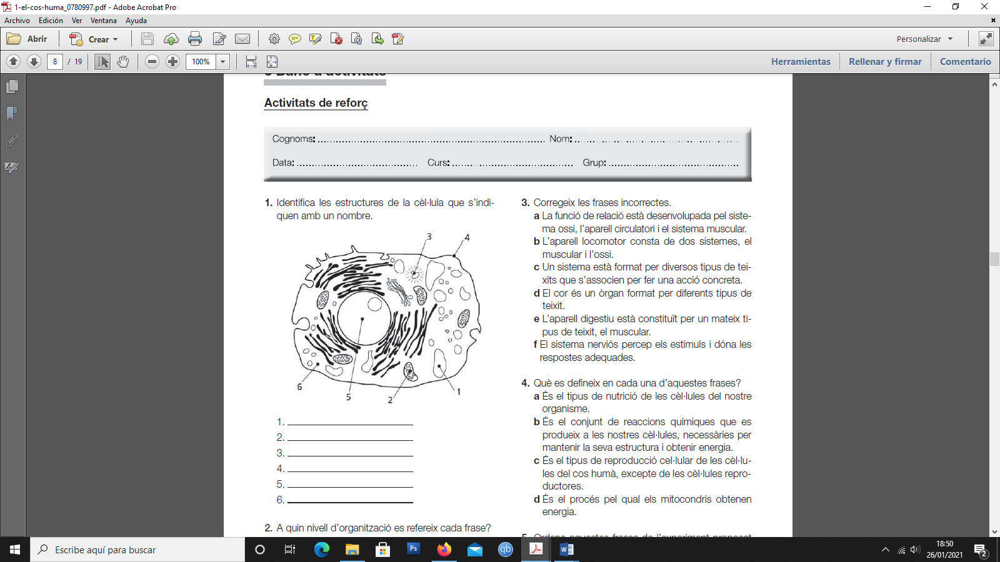 1-el-cos-huma_0780997.pdf - Adobe Acrobat Pro
Archivo Edición Ver Ventana Ayuda
Abrir Crear Personalizar
8 / 19 100% Herramientas Rellenar y firmar Comentario
Activitats de reforç
Cognoms: Nom:
Data: Curs: Grup:
1. Identifica les estructures de la cèl·lula que s'indi-
quen amb un nombre.
3
4
6
5
2
1
1.
2.
3.
4.
5.
6.
2. A quin nivell d'organització es refereix cada frase?
3. Corregeix les frases incorrectes.
a La funció de relació està desenvolupada pel siste-
ma ossi, l'aparell circulatori i el sistema muscular.
b L'aparell locomotor consta de dos sistemes, el
muscular i l'ossi.
c Un sistema està format per diversos tipus de tei-
xits que s'associen per fer una acció concreta.
d El cor és un òrgan format per diferents tipus de
teixit.
e L'aparell digestiu està constituït per un mateix ti-
pus de teixit, el muscular.
f El sistema nerviós percep els estímuls i dóna les
respostes adequades.
4. Què es defineix en cada una d'aquestes frases?
a És el tipus de nutrició de les cèl·lules del nostre
organisme.
b És el conjunt de reaccions químiques que es
produeix a les nostres cèl·lules, necessàries per
mantenir la seva estructura i obtenir energia.
c És el tipus de reproducció cel·lular de les cèl·lu-
les del cos humà, excepte de les cèl·lules repro-
ductores.
d És el procés pel qual els mitocondris obtenen
energia.
Escribe aquí para buscar
Ps
qb
W
18:50
26/01/2021
2